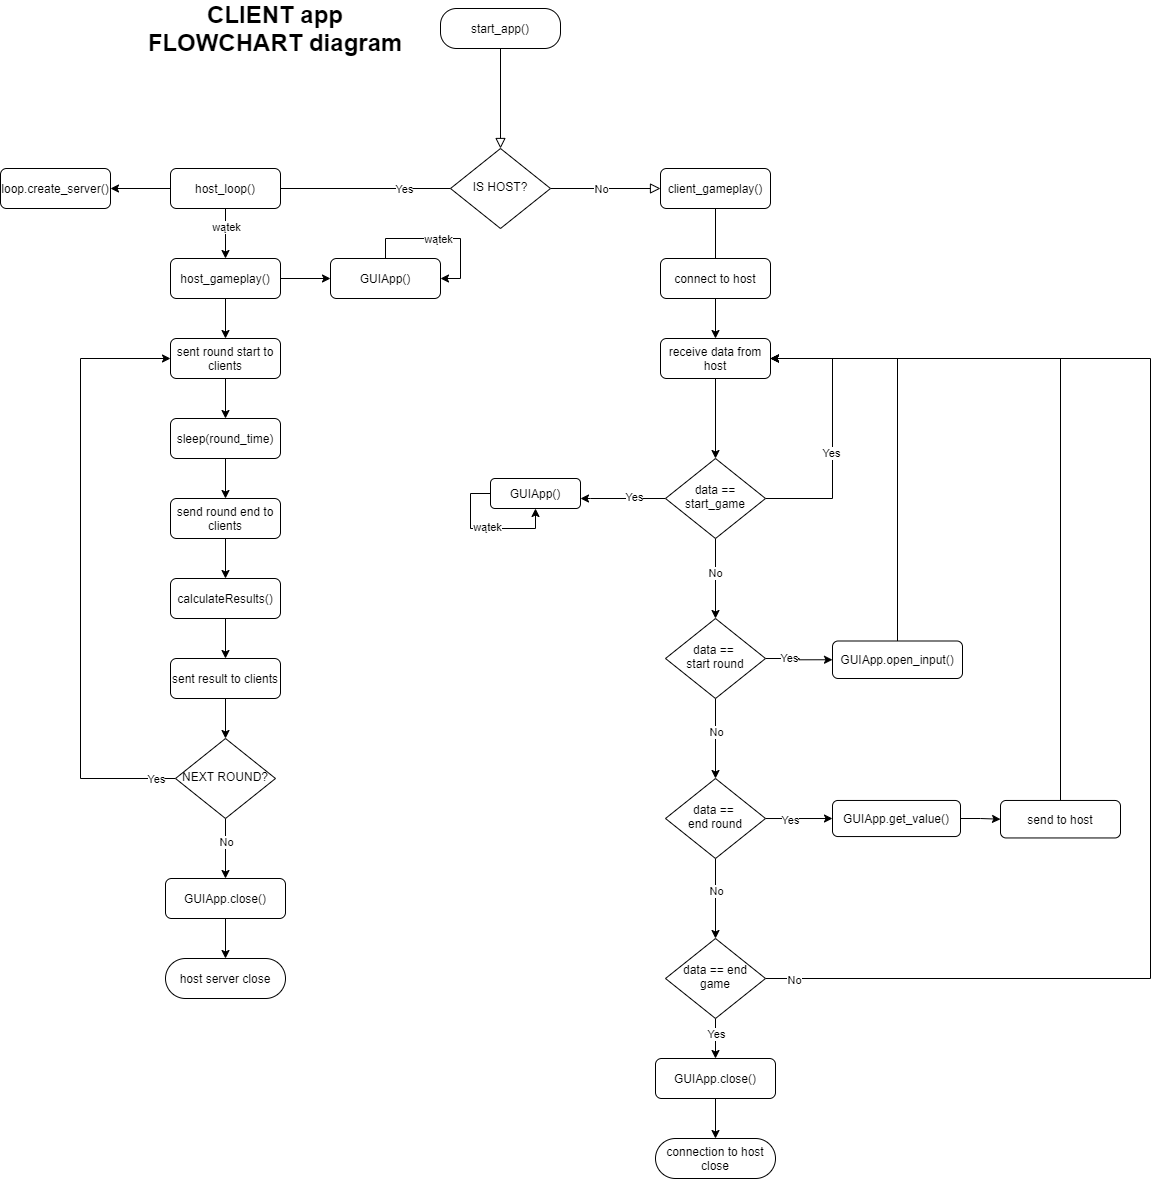 CLIENT app
FLOWCHART diagram
start_app()
IS HOST?
Yes
No
loop.create_server()
host_loop()
client_gameplay()
wątek
wątek
host_gameplay()
GUIApp()
connect to host
sent round start to
clients
receive data from
host
sleep(round_time)
Yes
GUIApp()
Yes
data ==
start_game
wątek
send round end to
clients
No
calculateResults()
sent result to clients
data ==
start round
Yes
GUIApp.open_input()
No
Yes
NEXT ROUND?
data ==
end round
Yes
GUIApp.get_value()
send to host
No
No
GUIApp.close()
host server close
data == end
game
No
Yes
GUIApp.close()
connection to host
close